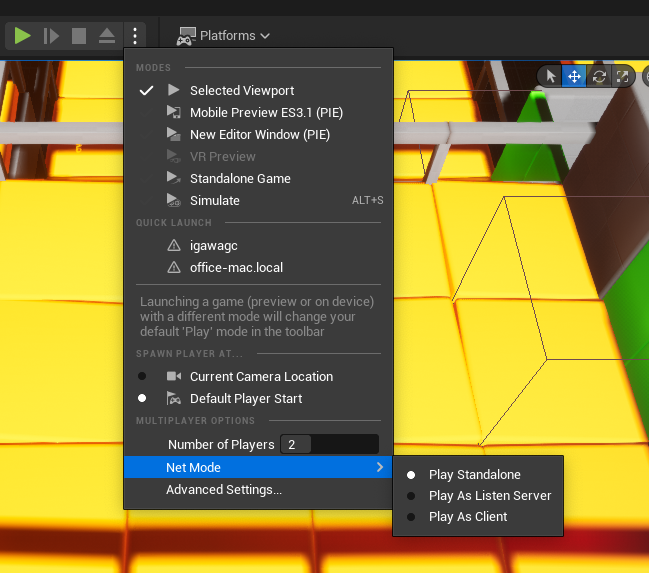 Platforms
MODES
Selected Viewport
Mobile Preview ES3.1 (PIE)
New Editor Window (PIE)
VR Preview
Standalone Game
Simulate ALT+S
QUICK LAUNCH
igawagc
office-mac.local
Launching a game (preview or on device)
with a different mode will change your
default 'Play' mode in the toolbar
SPAWN PLAYER AT...
Current Camera Location
Default Player Start
MULTIPLAYER OPTIONS
Number of Players 2
Net Mode
Advanced Settings...
Play Standalone
Play As Listen Server
Play As Client